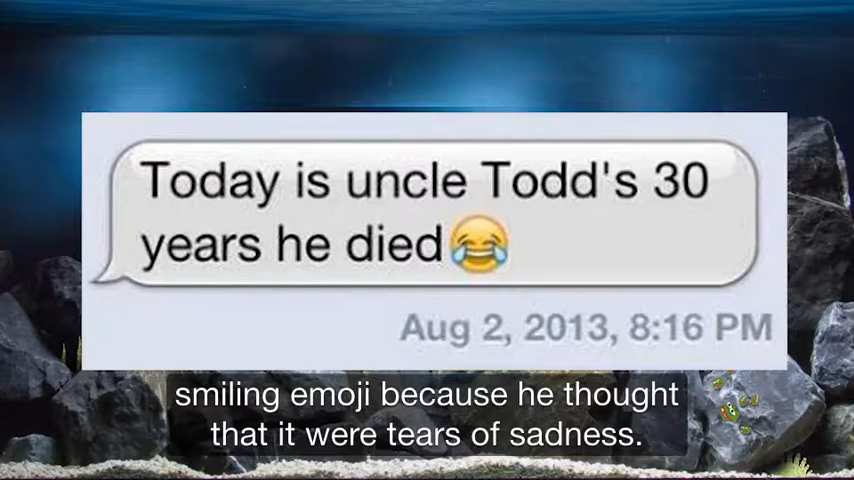 Today is uncle Todd's 30
years he died😂
Aug 2, 2013, 8:16 PM
smiling emoji because he thought
that it were tears of sadness.